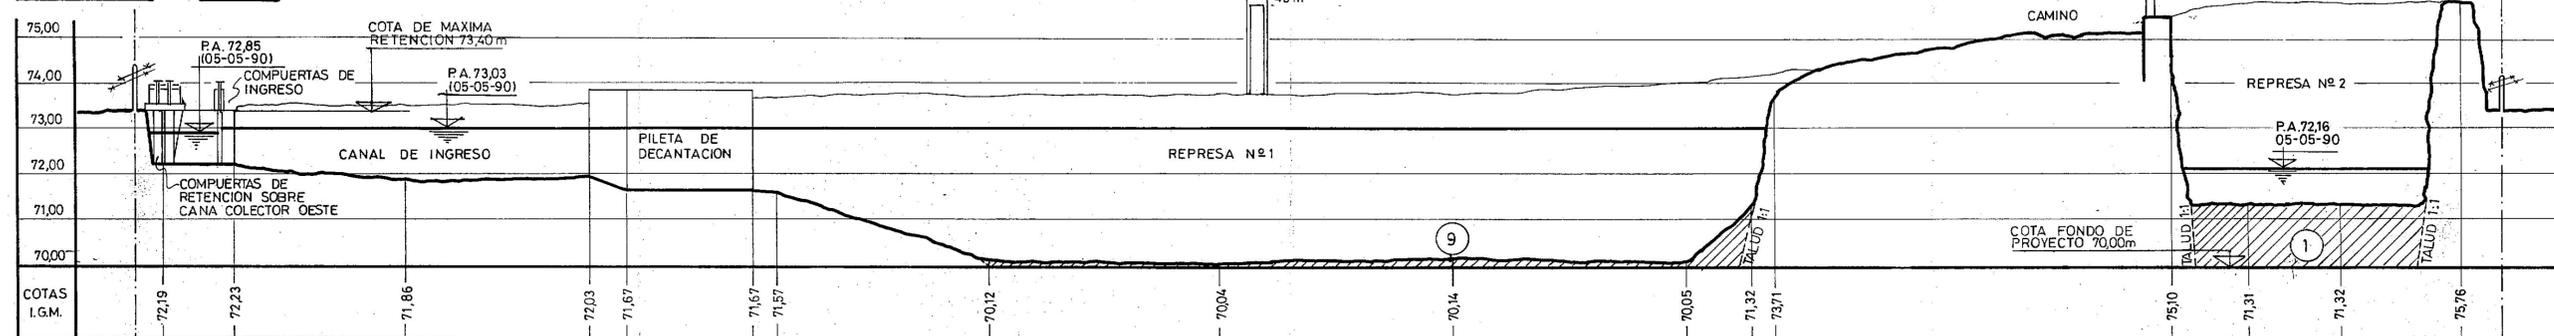 75,00
74,00
73,00
72,00
71,00
70,00
COTAS
I.G.M.
P.A. 72,85
(05-05-90)
COMPUERTAS DE
INGRESO
COTA DE MAXIMA
RETENCION 73,40 m
P.A. 73,03
(05-05-90)
COMPUERTAS DE
RETENCION SOBRE
CANA COLECTOR OESTE
CANAL DE INGRESO
PILETA DE
DECANTACION
REPRESA Nº 1
9
TALUD 1:1
CAMINO
REPRESA Nº 2
P.A. 72,16
05-05-90
COTA FONDO DE
PROYECTO 70,00m
TALUD 1:1
1
TALUD 1:1
72,19
72,23
71,86
72,03
71,67
71,67
71,57
70,12
70,04
70,14
70,05
71,32
73,71
75,10
71,31
71,32
75,76